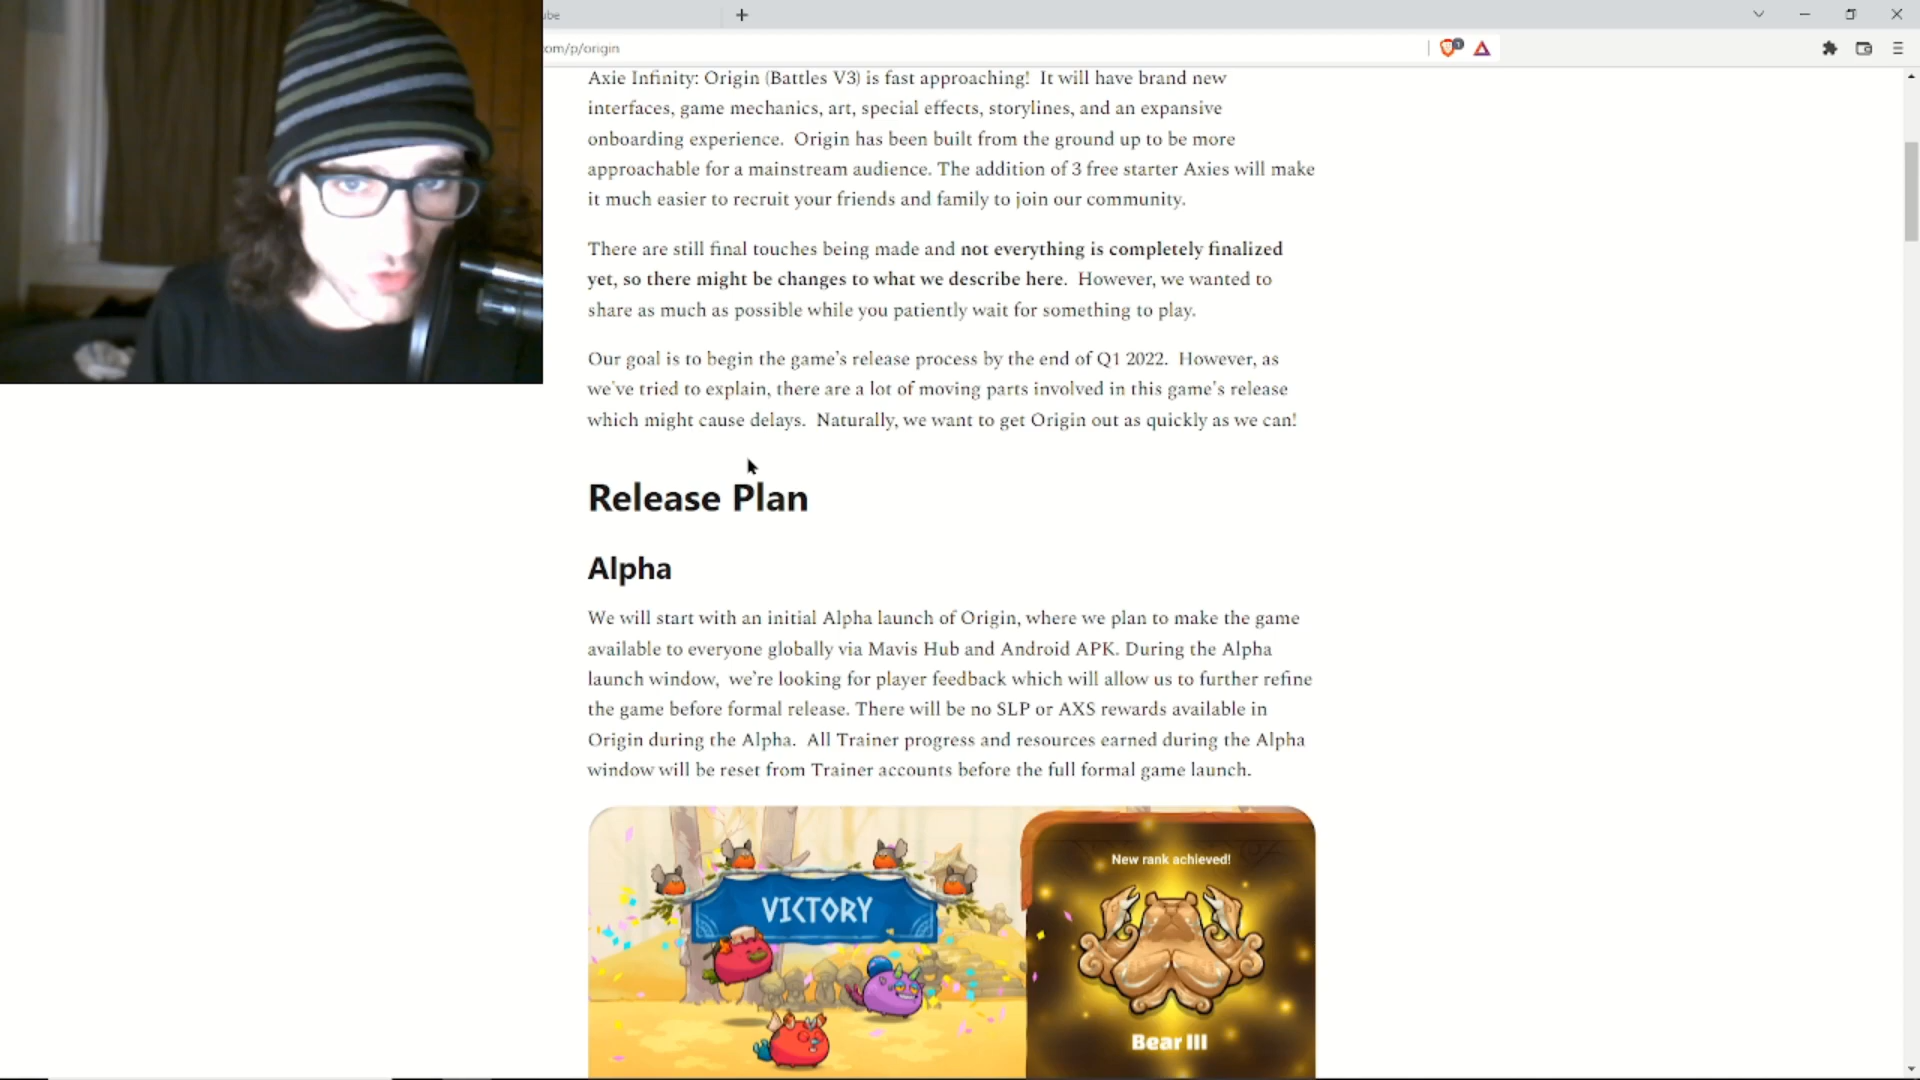 be
om/p/origin
1
Axie Infinity: Origin (Battles V3) is fast approaching!  It will have brand new
interfaces, game mechanics, art, special effects, storylines, and an expansive
onboarding experience.  Origin has been built from the ground up to be more
approachable for a mainstream audience. The addition of 3 free starter Axies will make
it much easier to recruit your friends and family to join our community.
There are still final touches being made and not everything is completely finalized
yet, so there might be changes to what we describe here.  However, we wanted to
share as much as possible while you patiently wait for something to play.
Our goal is to begin the game's release process by the end of Q1 2022.  However, as
we've tried to explain, there are a lot of moving parts involved in this game's release
which might cause delays.  Naturally, we want to get Origin out as quickly as we can!
Release Plan
Alpha
We will start with an initial Alpha launch of Origin, where we plan to make the game
available to everyone globally via Mavis Hub and Android APK. During the Alpha
launch window,  we're looking for player feedback which will allow us to further refine
the game before formal release. There will be no SLP or AXS rewards available in
Origin during the Alpha.  All Trainer progress and resources earned during the Alpha
window will be reset from Trainer accounts before the full formal game launch.
VICTORY
New rank achieved!
Bear III